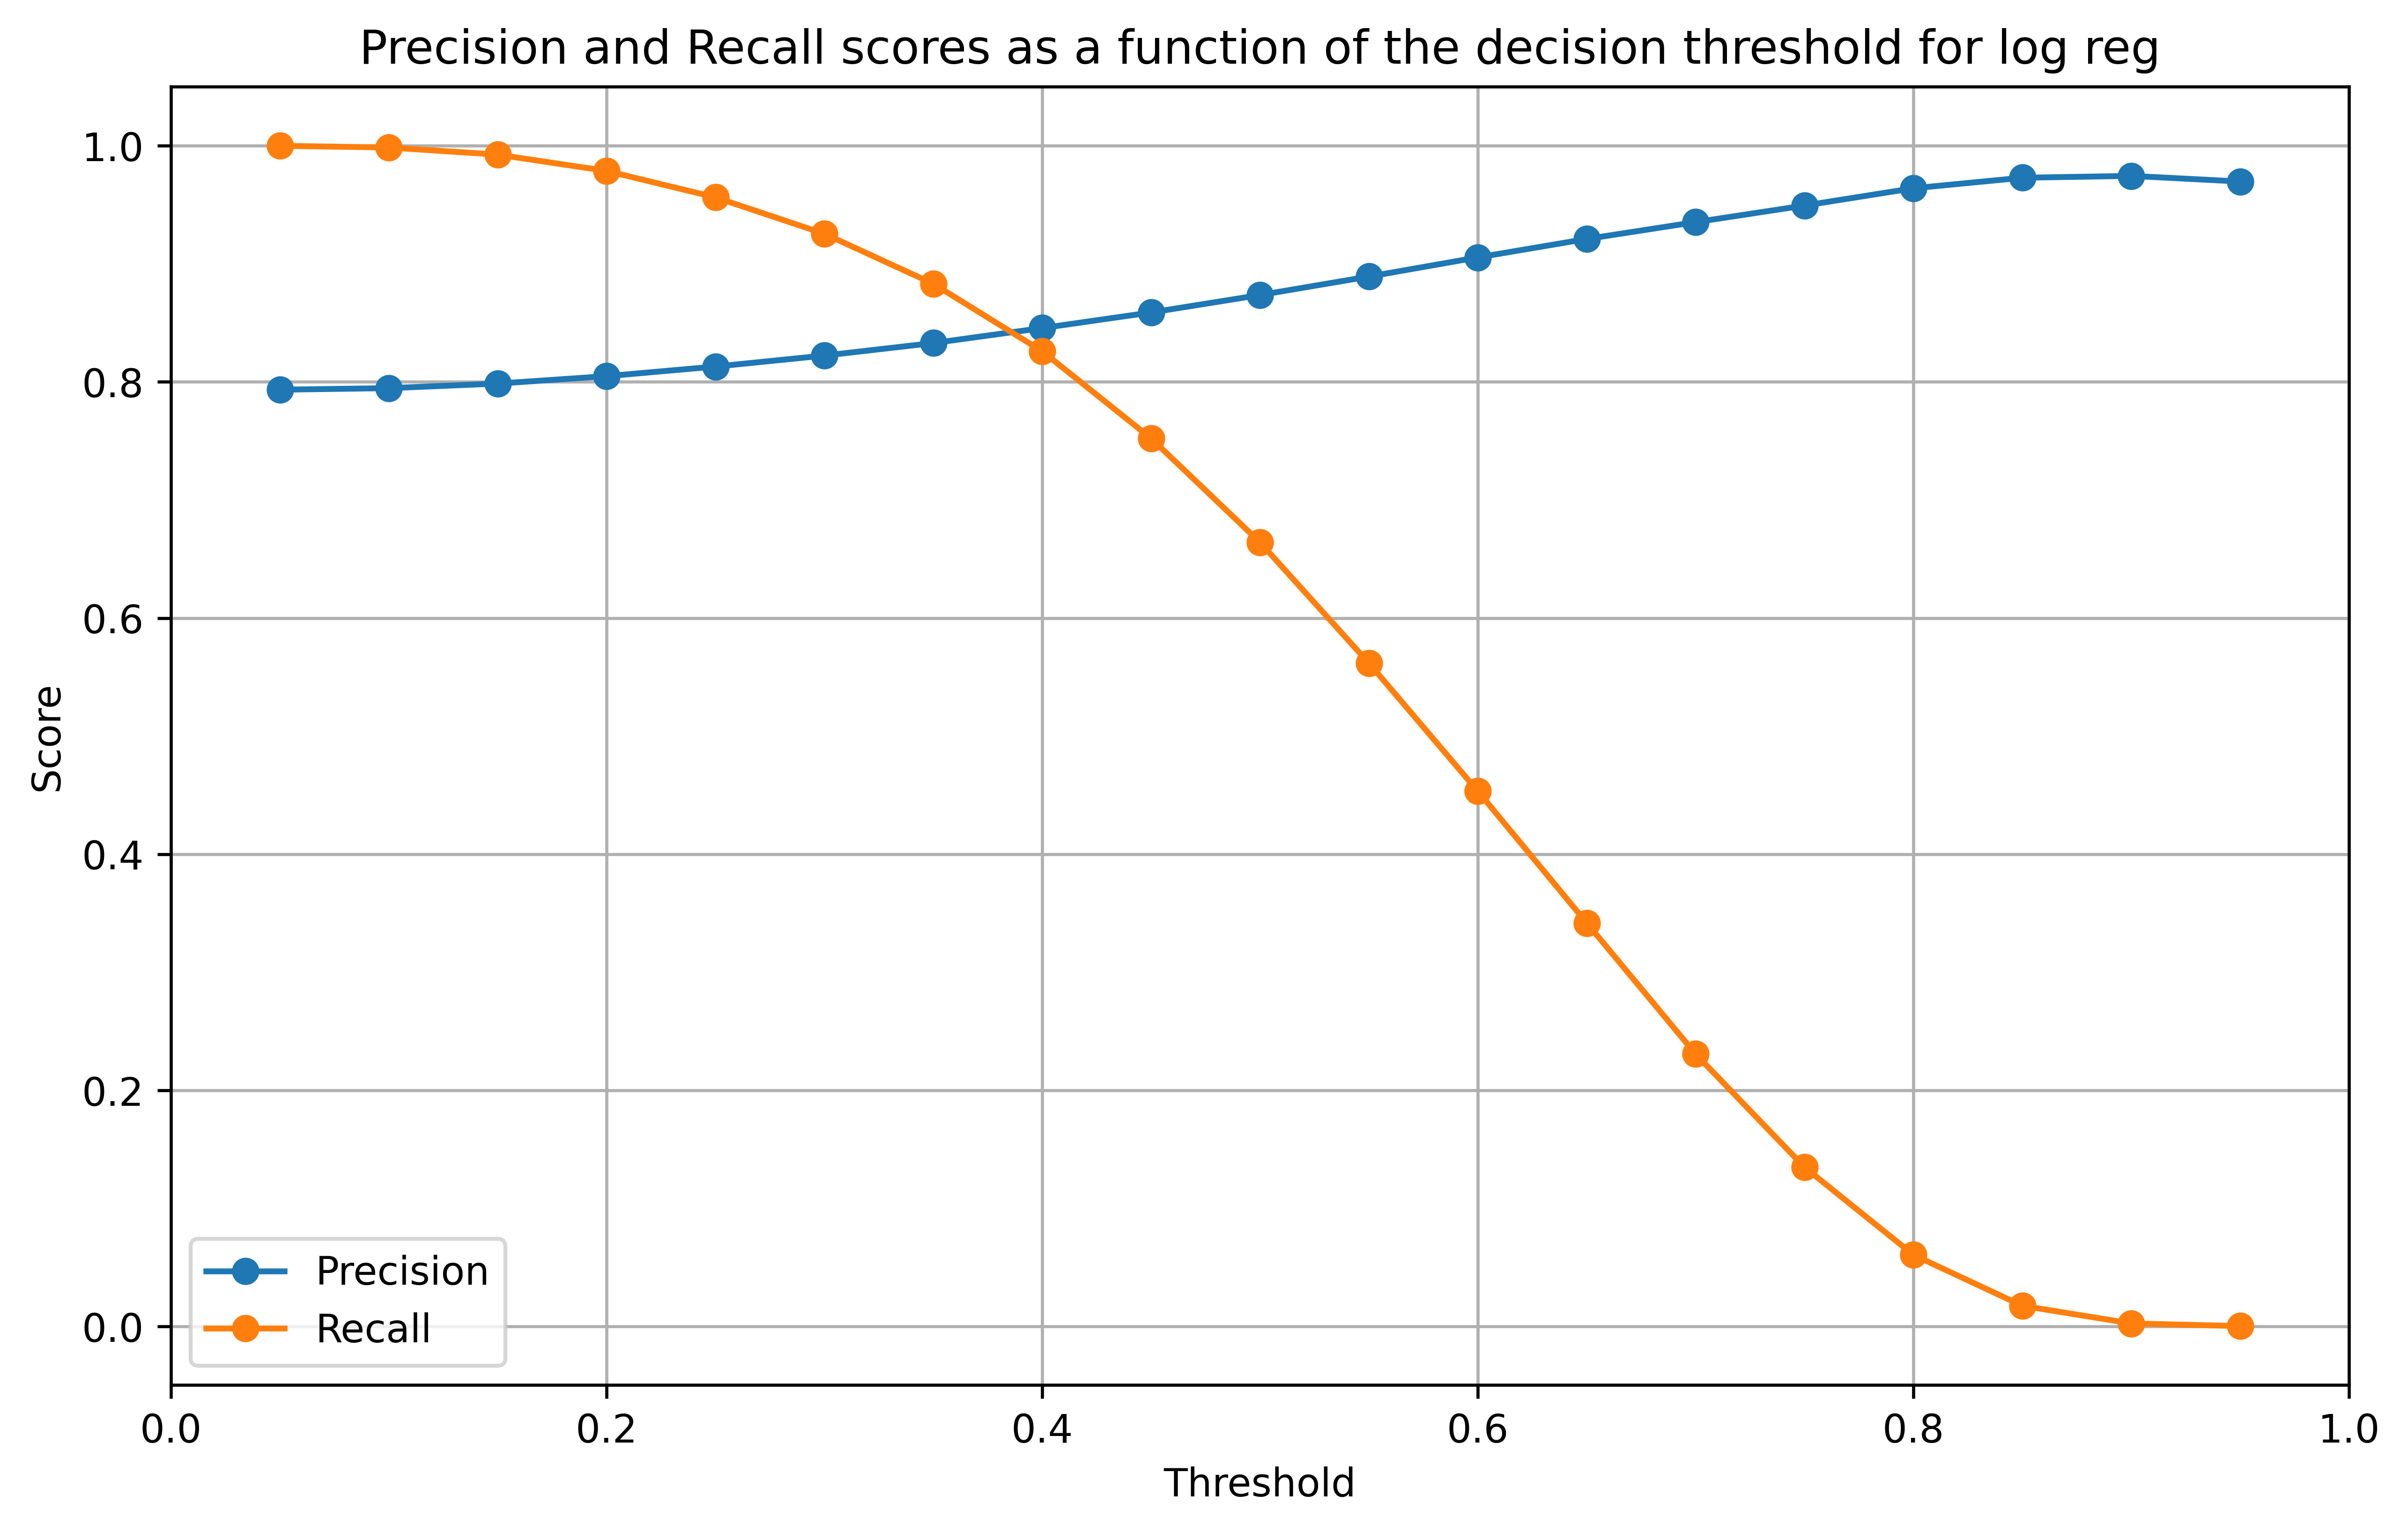 Precision and Recall scores as a function of the decision threshold for log reg
1.0
0.8
0.6
0.4
0.2
0.0
Score
Precision
Recall
0.0 0.2 0.4 0.6 0.8 1.0
Threshold